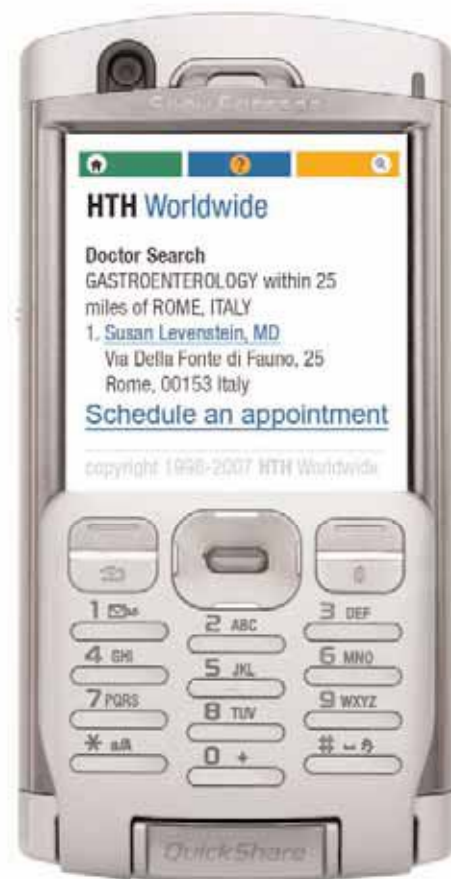 Sony Ericsson
HTH Worldwide
Doctor Search
GASTROENTEROLOGY within 25
miles of ROME, ITALY
1. Susan Levenstein, MD
Via Della Fonte di Fauno, 25
Rome, 00153 Italy
Schedule an appointment
copyright 1998-2007 HTH Worldwide
1
2 ABC
3 DEF
4 GHI
5 JKL
6 MNO
7 PQRS
8 TUV
9 WXYZ
* a/A
0 +
#
QuickShare